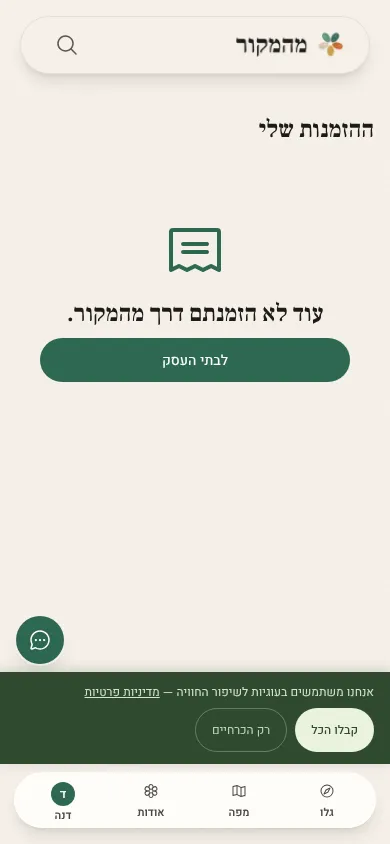 מהמקור
ההזמנות שלי
עוד לא הזמנתם דרך מהמקור.
לבתי העסק
אנחנו משתמשים בעוגיות לשיפור החוויה — מדיניות פרטיות
קבלו הכל
רק הכרחיים
גלו
מפה
אודות
ד
דנה